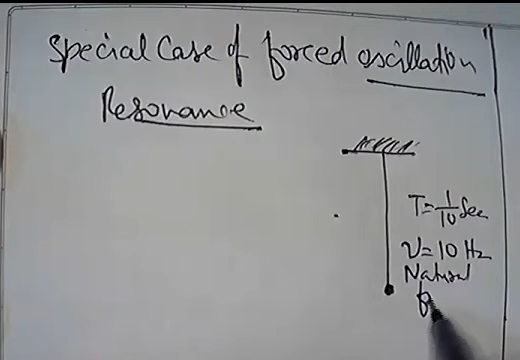 Special Case of forced oscillation
Resonance
T=1/10 Sec
ν=10 Hz
Natural